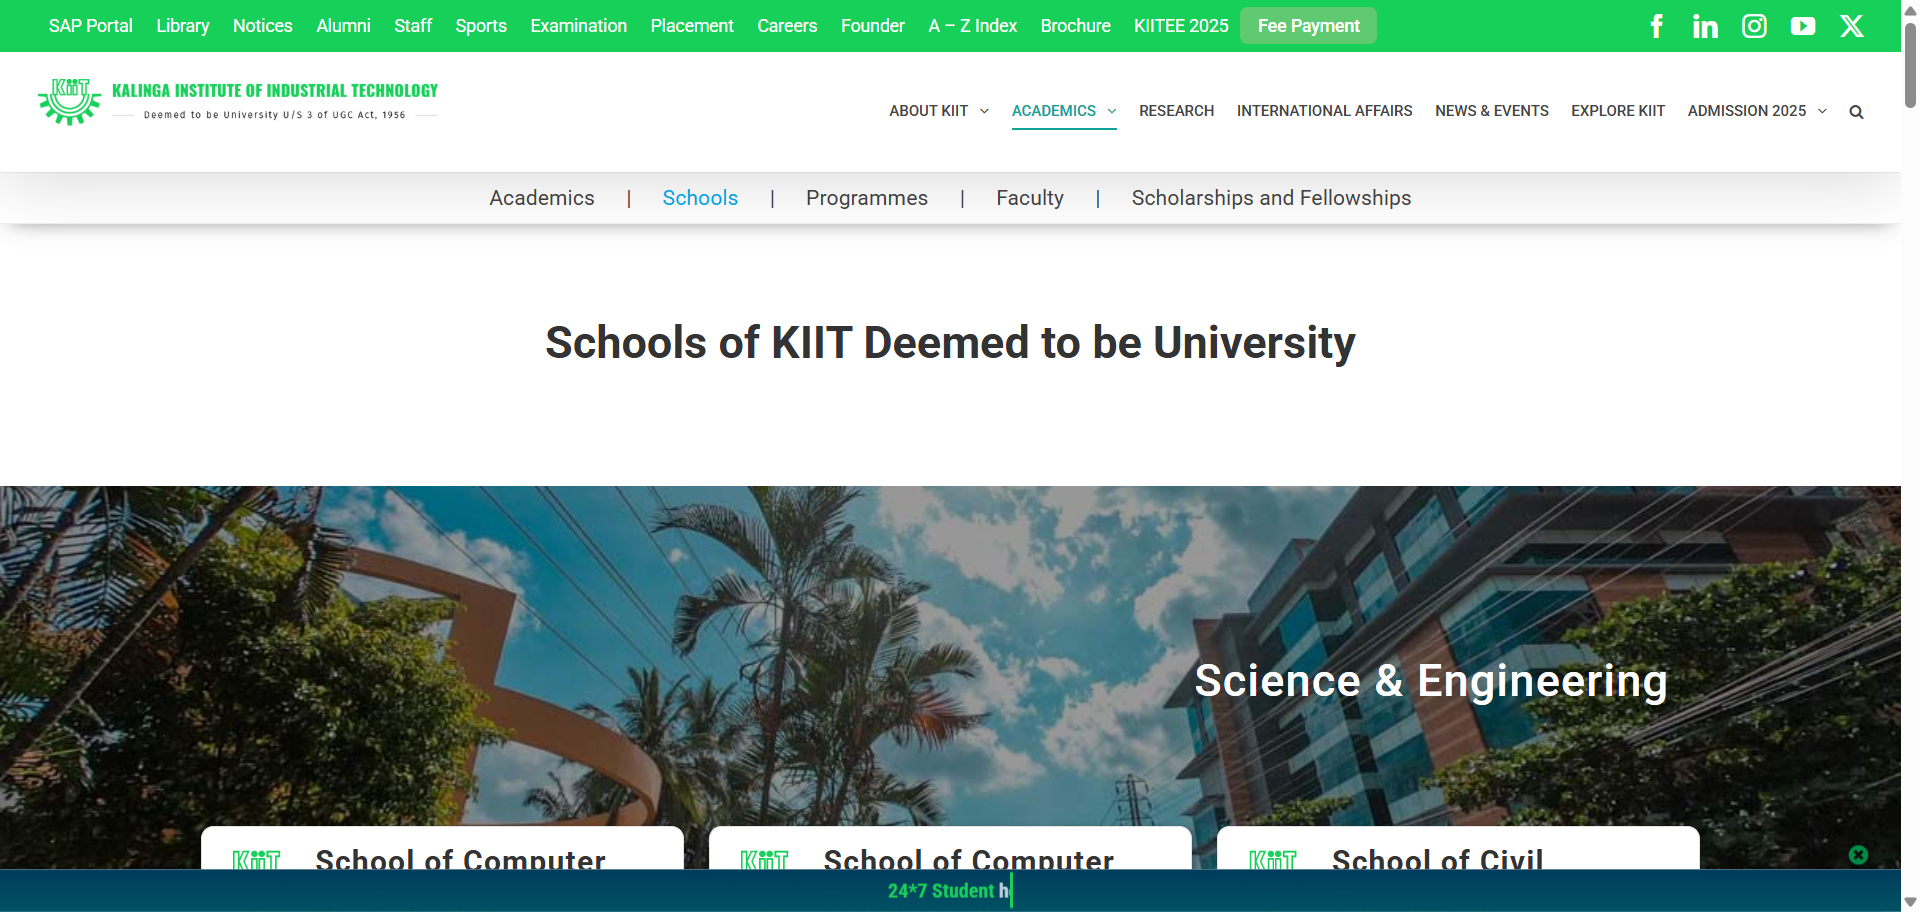 SAP Portal Library Notices Alumni Staff Sports Examination Placement Careers Founder A – Z Index Brochure KIITEE 2025 Fee Payment
KiiT KALINGA INSTITUTE OF INDUSTRIAL TECHNOLOGY
Deemed to be University U/S 3 of UGC Act, 1956
ABOUT KIIT ACADEMICS RESEARCH INTERNATIONAL AFFAIRS NEWS & EVENTS EXPLORE KIIT ADMISSION 2025
Academics | Schools | Programmes | Faculty | Scholarships and Fellowships
Schools of KIIT Deemed to be University
Science & Engineering
KiiT School of Computer
KiiT School of Computer
KiiT School of Civil
24*7 Student h